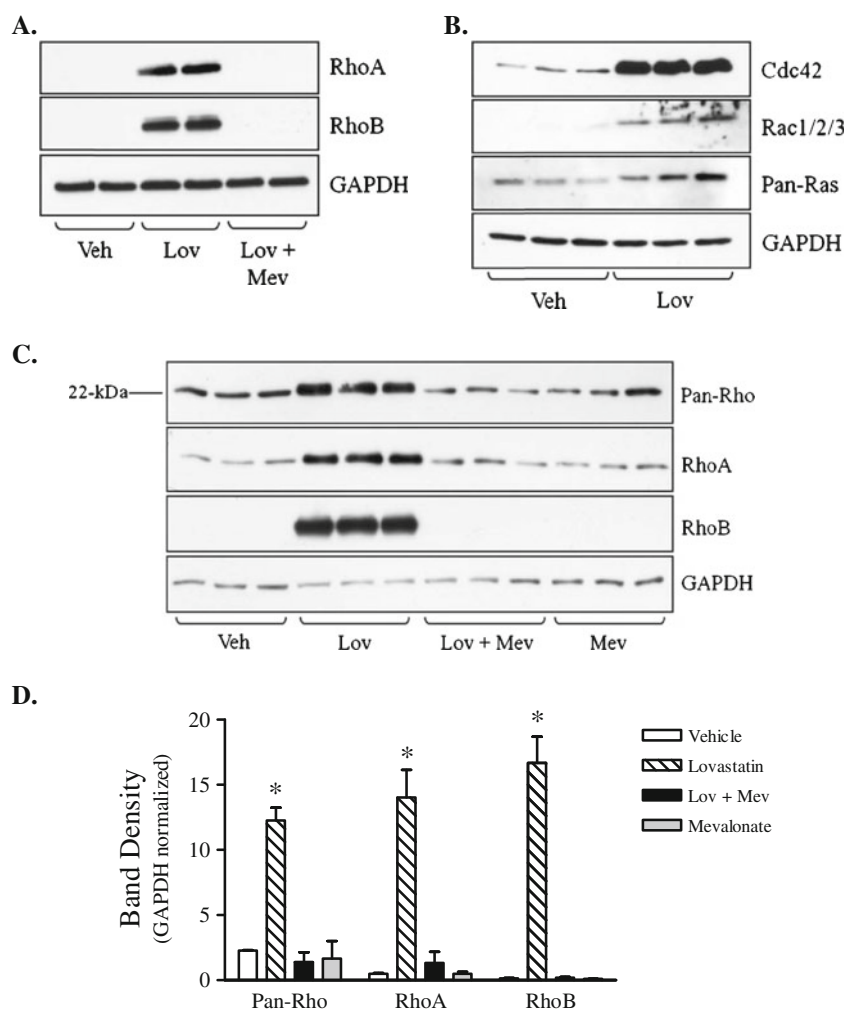 A.
RhoA
RhoB
GAPDH
Veh Lov Lov +
Mev
B.
Cdc42
Rac1/2/3
Pan-Ras
GAPDH
Veh Lov
C.
22-kDa
Pan-Rho
RhoA
RhoB
GAPDH
Veh Lov Lov + Mev Mev
D.
Band Density
(GAPDH normalized)
20
15
10
5
0
* * *
Pan-Rho RhoA RhoB
Vehicle
Lovastatin
Lov + Mev
Mevalonate